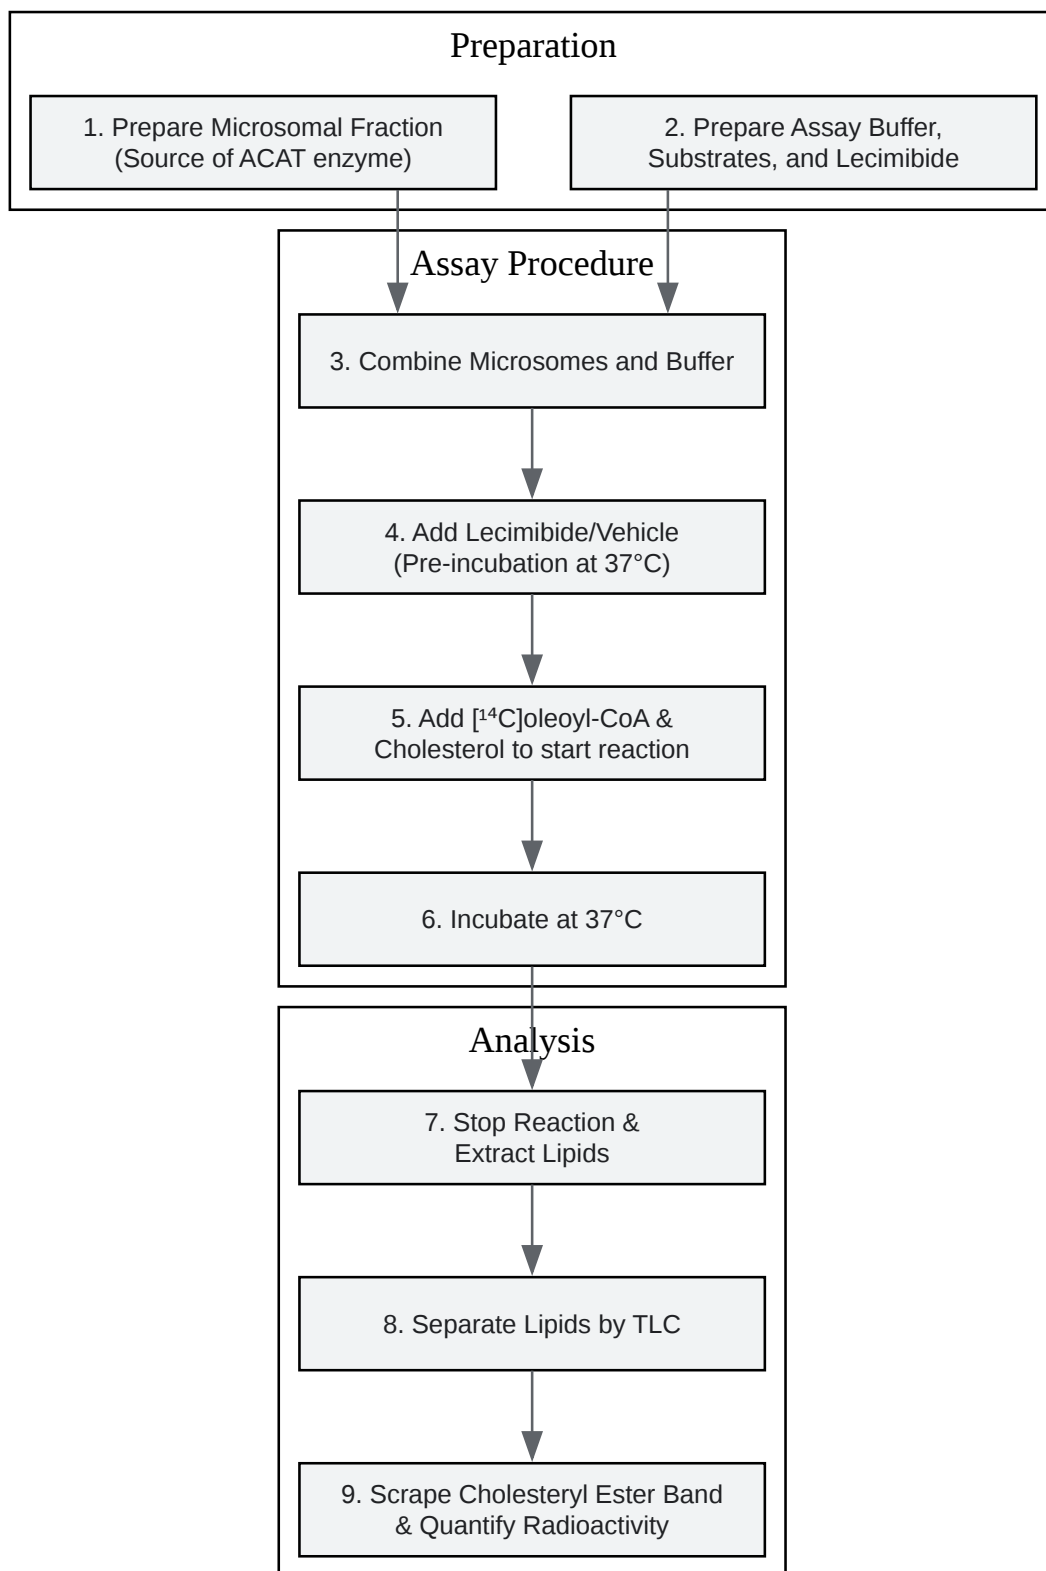 Preparation
1. Prepare Microsomal Fraction
(Source of ACAT enzyme)
2. Prepare Assay Buffer,
Substrates, and Lecimibide
Assay Procedure
3. Combine Microsomes and Buffer
4. Add Lecimibide/Vehicle
(Pre-incubation at 37°C)
5. Add [¹⁴C]oleoyl-CoA &
Cholesterol to start reaction
6. Incubate at 37°C
Analysis
7. Stop Reaction &
Extract Lipids
8. Separate Lipids by TLC
9. Scrape Cholesteryl Ester Band
& Quantify Radioactivity